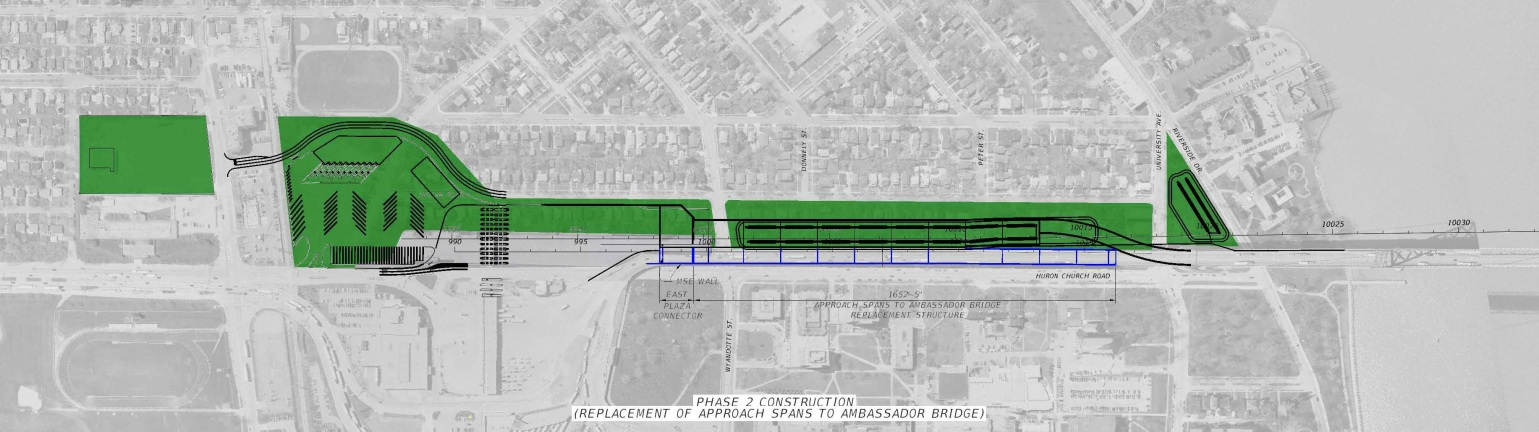 DONNELY ST.
PETER ST.
UNIVERSITY AVE.
RIVERSIDE DR.
990
995
1000
10025
10030
HURON CHURCH ROAD
MSE WALL
EAST
PLAZA
CONNECTOR
1652'-5"
APPROACH SPANS TO AMBASSADOR BRIDGE
REPLACEMENT STRUCTURE
WYANDOTTE ST.
PHASE 2 CONSTRUCTION
(REPLACEMENT OF APPROACH SPANS TO AMBASSADOR BRIDGE)